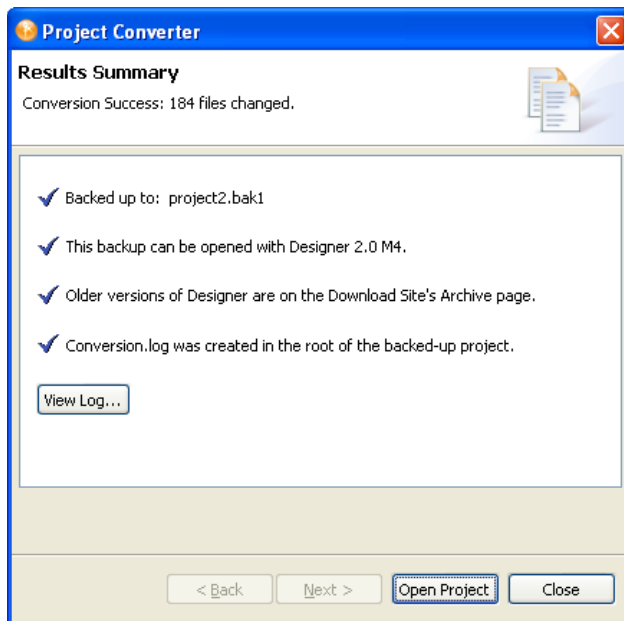 Project Converter
Results Summary
Conversion Success: 184 files changed.
Backed up to:  project2.bak1
This backup can be opened with Designer 2.0 M4.
Older versions of Designer are on the Download Site's Archive page.
Conversion.log was created in the root of the backed-up project.
View Log...
< Back Next > Open Project Close